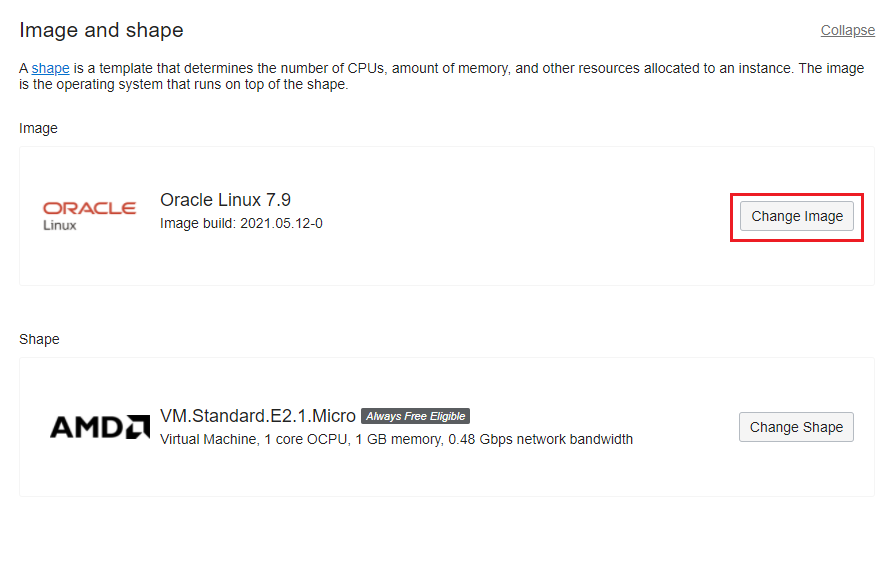 Image and shape
Collapse
A shape is a template that determines the number of CPUs, amount of memory, and other resources allocated to an instance. The image
is the operating system that runs on top of the shape.
Image
ORACLE
Linux
Oracle Linux 7.9
Image build: 2021.05.12-0
Change Image
Shape
AMD
VM.Standard.E2.1.Micro Always Free Eligible
Virtual Machine, 1 core OCPU, 1 GB memory, 0.48 Gbps network bandwidth
Change Shape